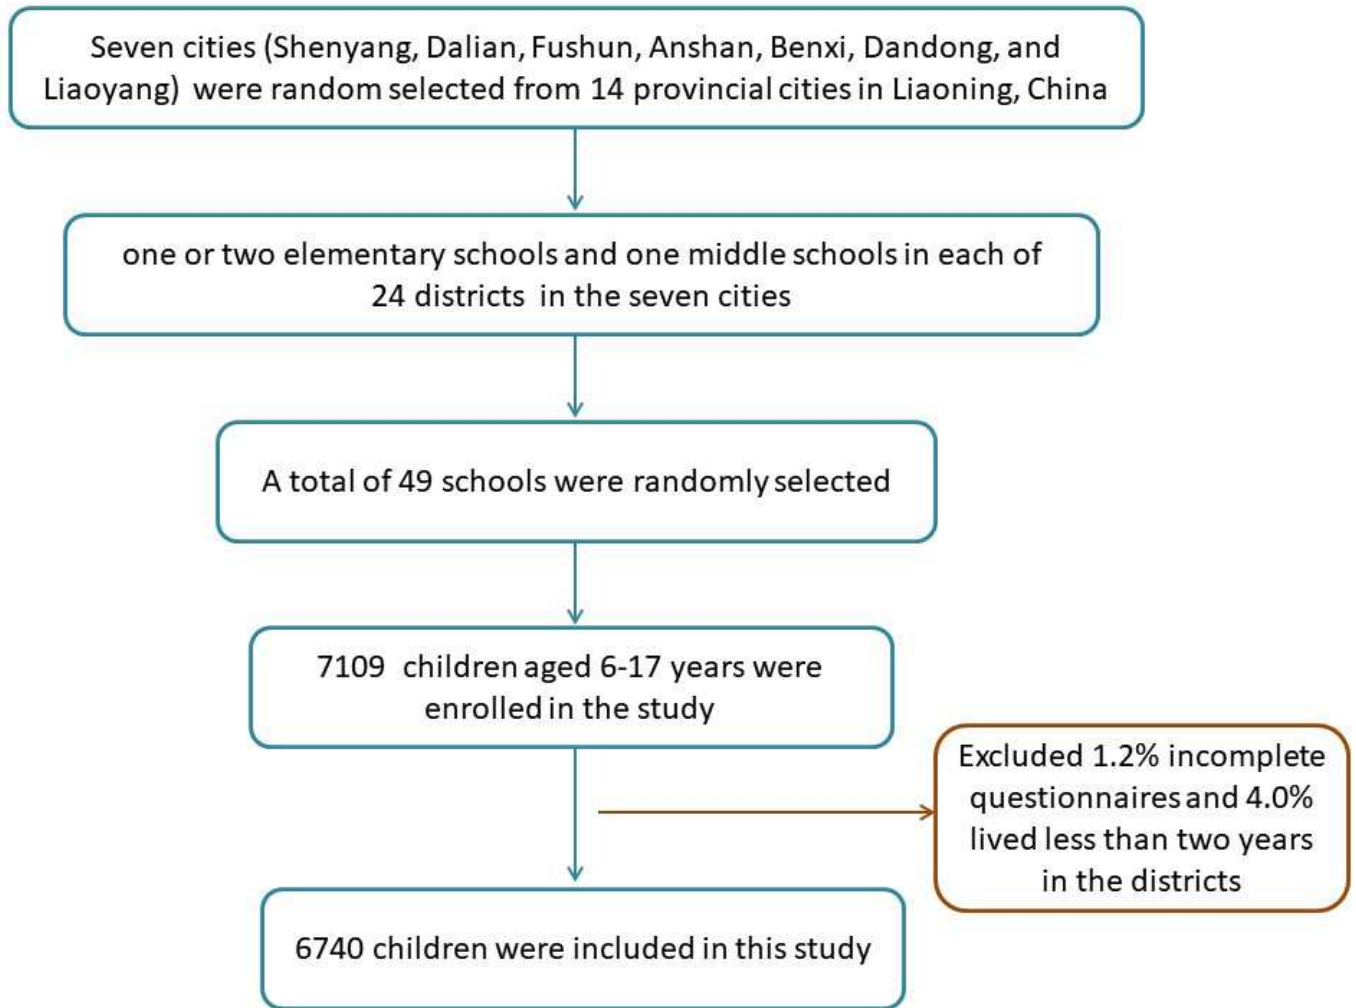 Seven cities (Shenyang, Dalian, Fushun, Anshan, Benxi, Dandong, and
Liaoyang) were random selected from 14 provincial cities in Liaoning, China
one or two elementary schools and one middle schools in each of
24 districts in the seven cities
A total of 49 schools were randomly selected
7109 children aged 6-17 years were
enrolled in the study
Excluded 1.2% incomplete
questionnaires and 4.0%
lived less than two years
in the districts
6740 children were included in this study